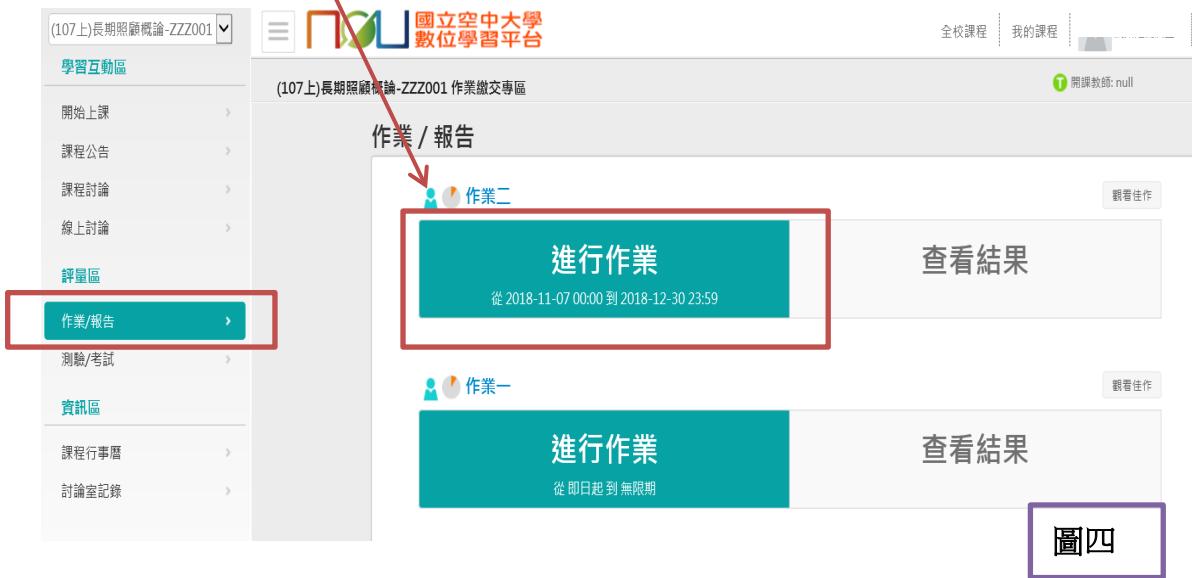 (107上)長期照顧概論-ZZZ001
學習互動區
開始上課
課程公告
課程討論
線上討論
評量區
作業/報告
測驗/考試
資訊區
課程行事曆
討論室記錄
nou 國立空中大學
數位學習平台
全校課程 我的課程
(107上)長期照顧概論-ZZZ001 作業繳交專區
T 開課教師: null
作業 / 報告
作業二
觀看佳作
進行作業
從 2018-11-07 00:00 到 2018-12-30 23:59
查看結果
作業一
觀看佳作
進行作業
從 即日起 到 無限期
查看結果
圖四